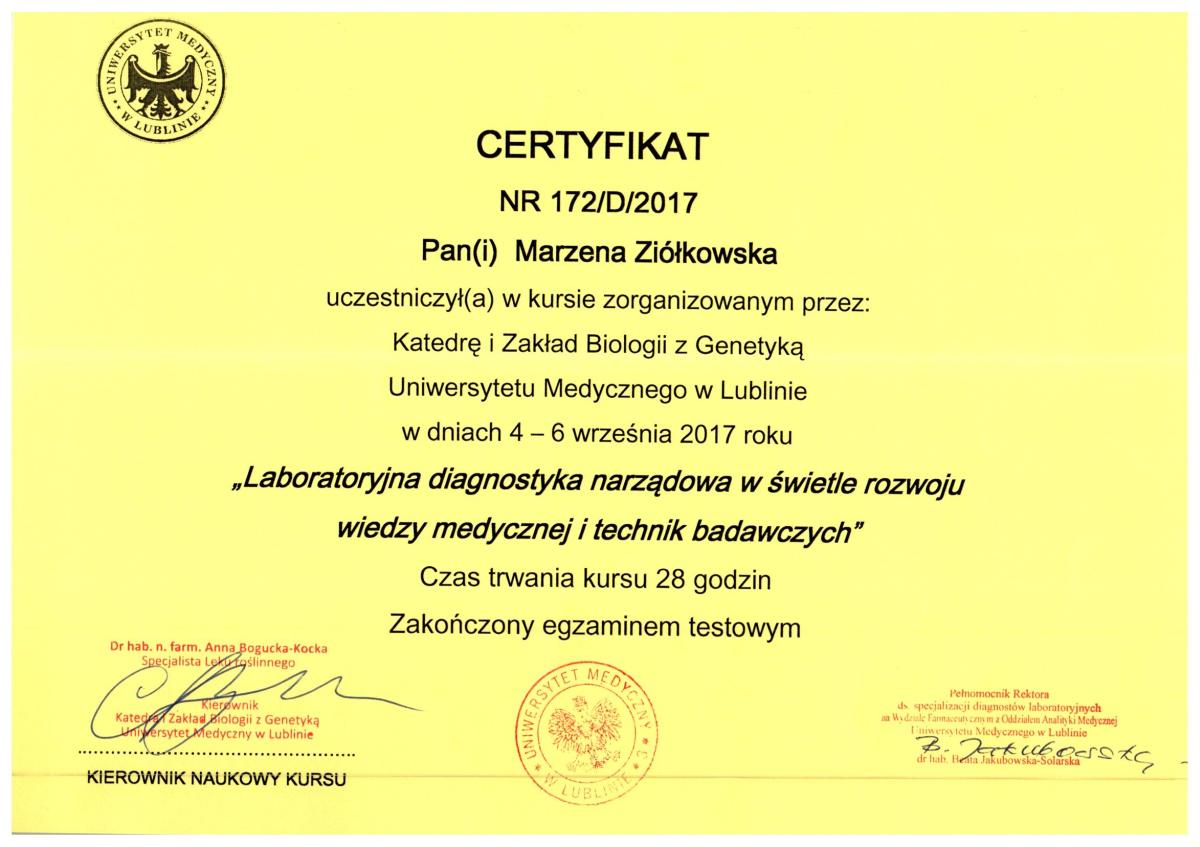 UNIWERSYTET MEDYCZNY
W LUBLINIE
CERTYFIKAT
NR 172/D/2017
Pan(i) Marzena Ziółkowska
uczestniczył(a) w kursie zorganizowanym przez:
Katedrę i Zakład Biologii z Genetyką
Uniwersytetu Medycznego w Lublinie
w dniach 4 – 6 września 2017 roku
„Laboratoryjna diagnostyka narządowa w świetle rozwoju
wiedzy medycznej i technik badawczych”
Czas trwania kursu 28 godzin
Zakończony egzaminem testowym
Dr hab. n. farm. Anna Bogucka-Kocka
Specjalista Leku roślinnego
Kierownik
Katedra i Zakład Biologii z Genetyką
Uniwersytet Medyczny w Lublinie
KIEROWNIK NAUKOWY KURSU
UNIWERSYTET MEDYCZNY
W LUBLINIE
3
Pełnomocnik Rektora
ds. specjalizacji diagnostów laboratoryjnych
na Wydziale Farmaceutycznym z Oddziałem Analityki Medycznej
Uniwersytetu Medycznego w Lublinie
B. Jakubowska
dr hab. Beata Jakubowska-Solarska